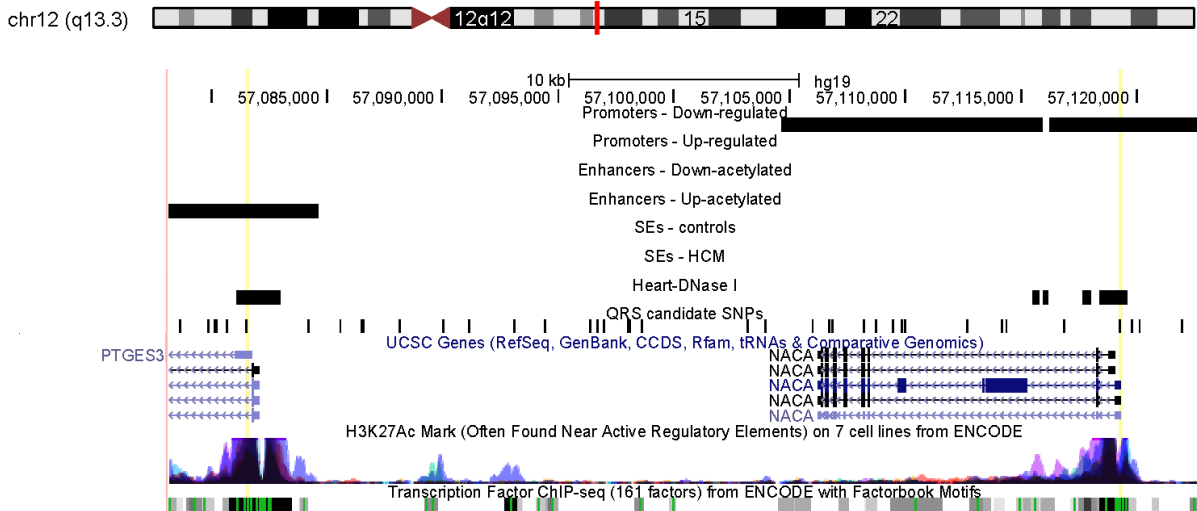 chr12 (q13.3) 12q12 15 22
10 kb hg19
57,085,000 57,090,000 57,095,000 57,100,000 57,105,000 57,110,000 57,115,000 57,120,000
Promoters - Down-regulated
Promoters - Up-regulated
Enhancers - Down-acetylated
Enhancers - Up-acetylated
SEs - controls
SEs - HCM
Heart-DNase I
QRS candidate SNPs
UCSC Genes (RefSeq, GenBank, CCDS, Rfam, tRNAs & Comparative Genomics)
PTGES3 NACA
NACA
NACA
NACA
NACA
H3K27Ac Mark (Often Found Near Active Regulatory Elements) on 7 cell lines from ENCODE
Transcription Factor ChIP-seq (161 factors) from ENCODE with Factorbook Motifs